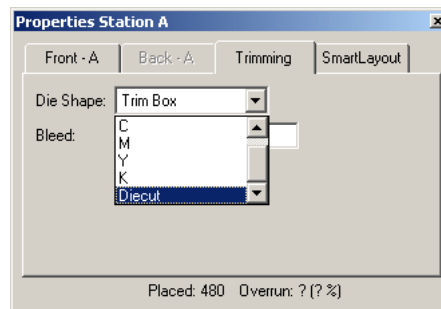 Properties Station A
Front - A Back - A Trimming SmartLayout
Die Shape: Trim Box
Bleed:
C
M
Y
K
Diecut
Placed: 480 Overrun: ? (? %)